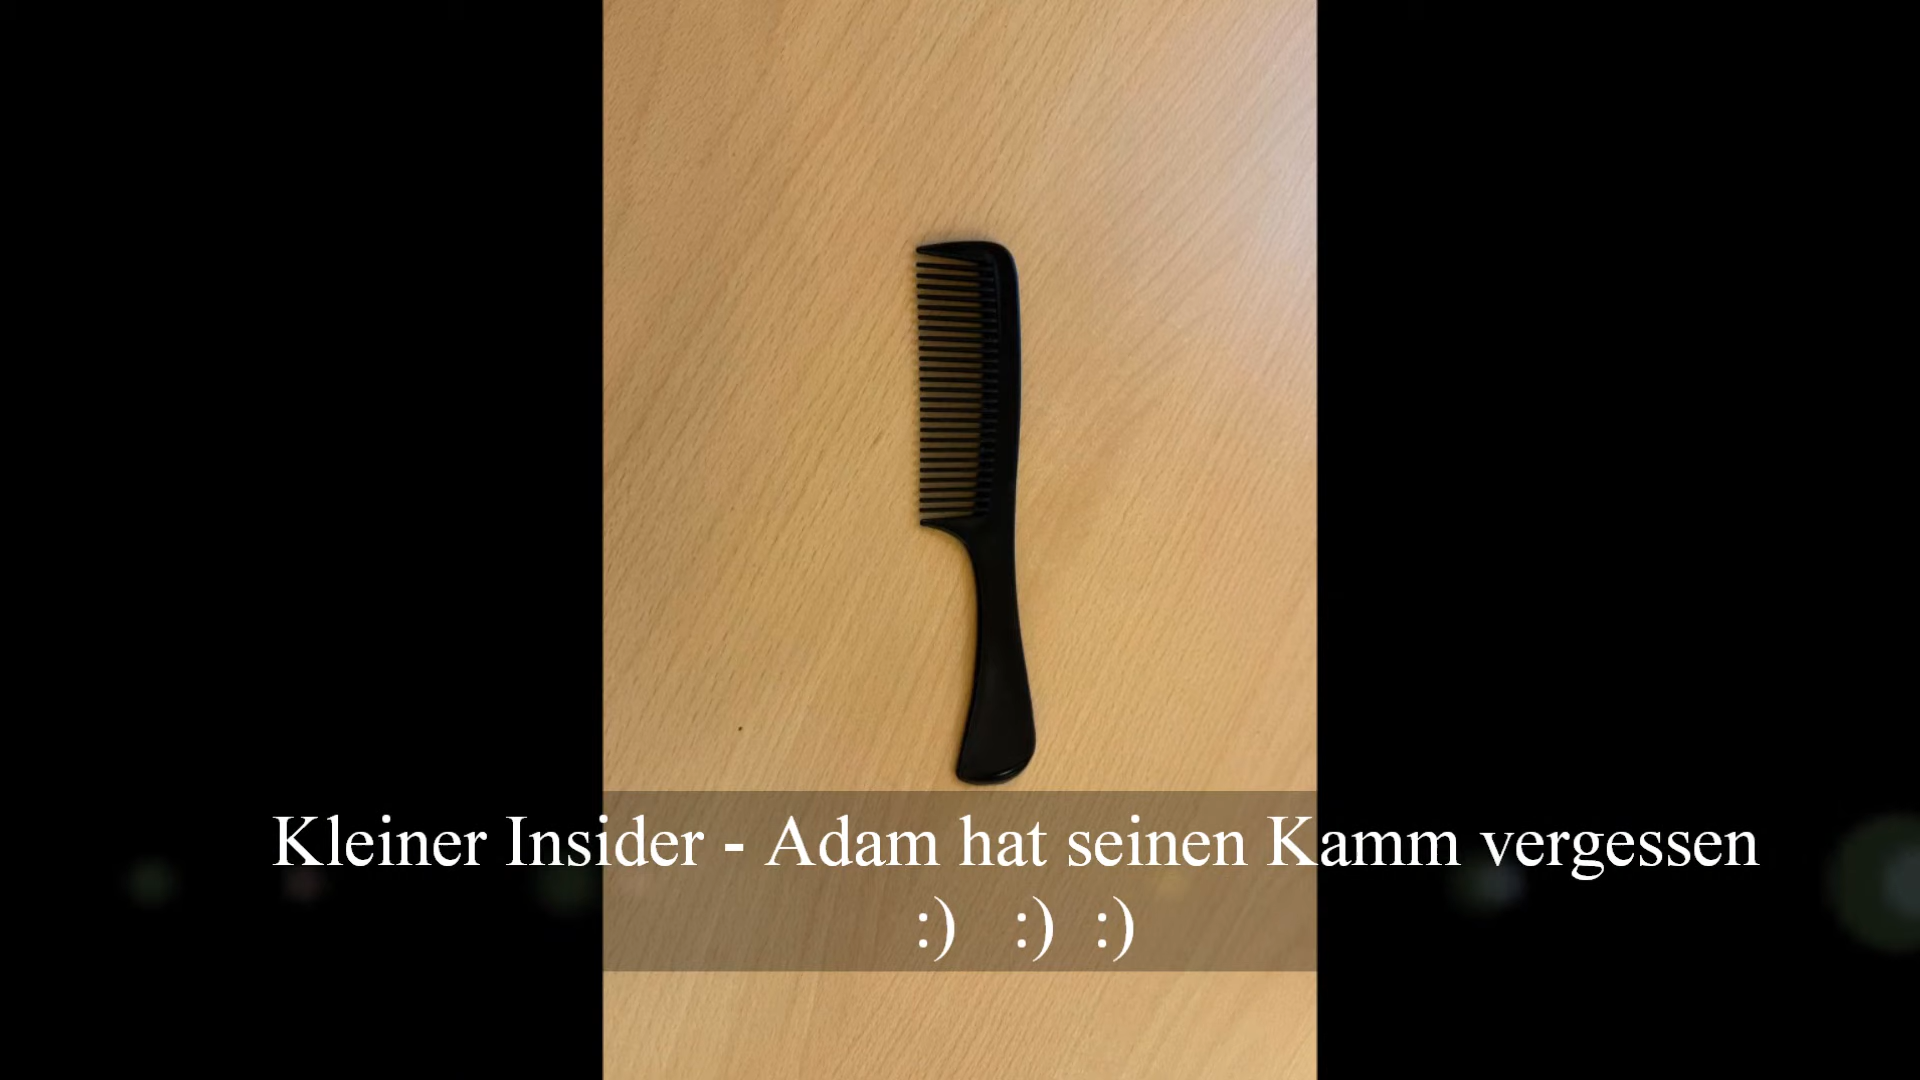 Kleiner Insider - Adam hat seinen Kamm vergessen
:) :) :)